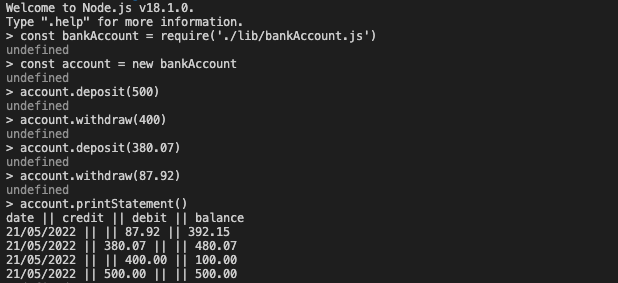 Welcome to Node.js v18.1.0.
Type ".help" for more information.
> const bankAccount = require('./lib/bankAccount.js')
undefined
> const account = new bankAccount
undefined
> account.deposit(500)
undefined
> account.withdraw(400)
undefined
> account.deposit(380.07)
undefined
> account.withdraw(87.92)
undefined
> account.printStatement()
date || credit || debit || balance
21/05/2022 || || 87.92 || 392.15
21/05/2022 || 380.07 || || 480.07
21/05/2022 || || 400.00 || 100.00
21/05/2022 || 500.00 || || 500.00